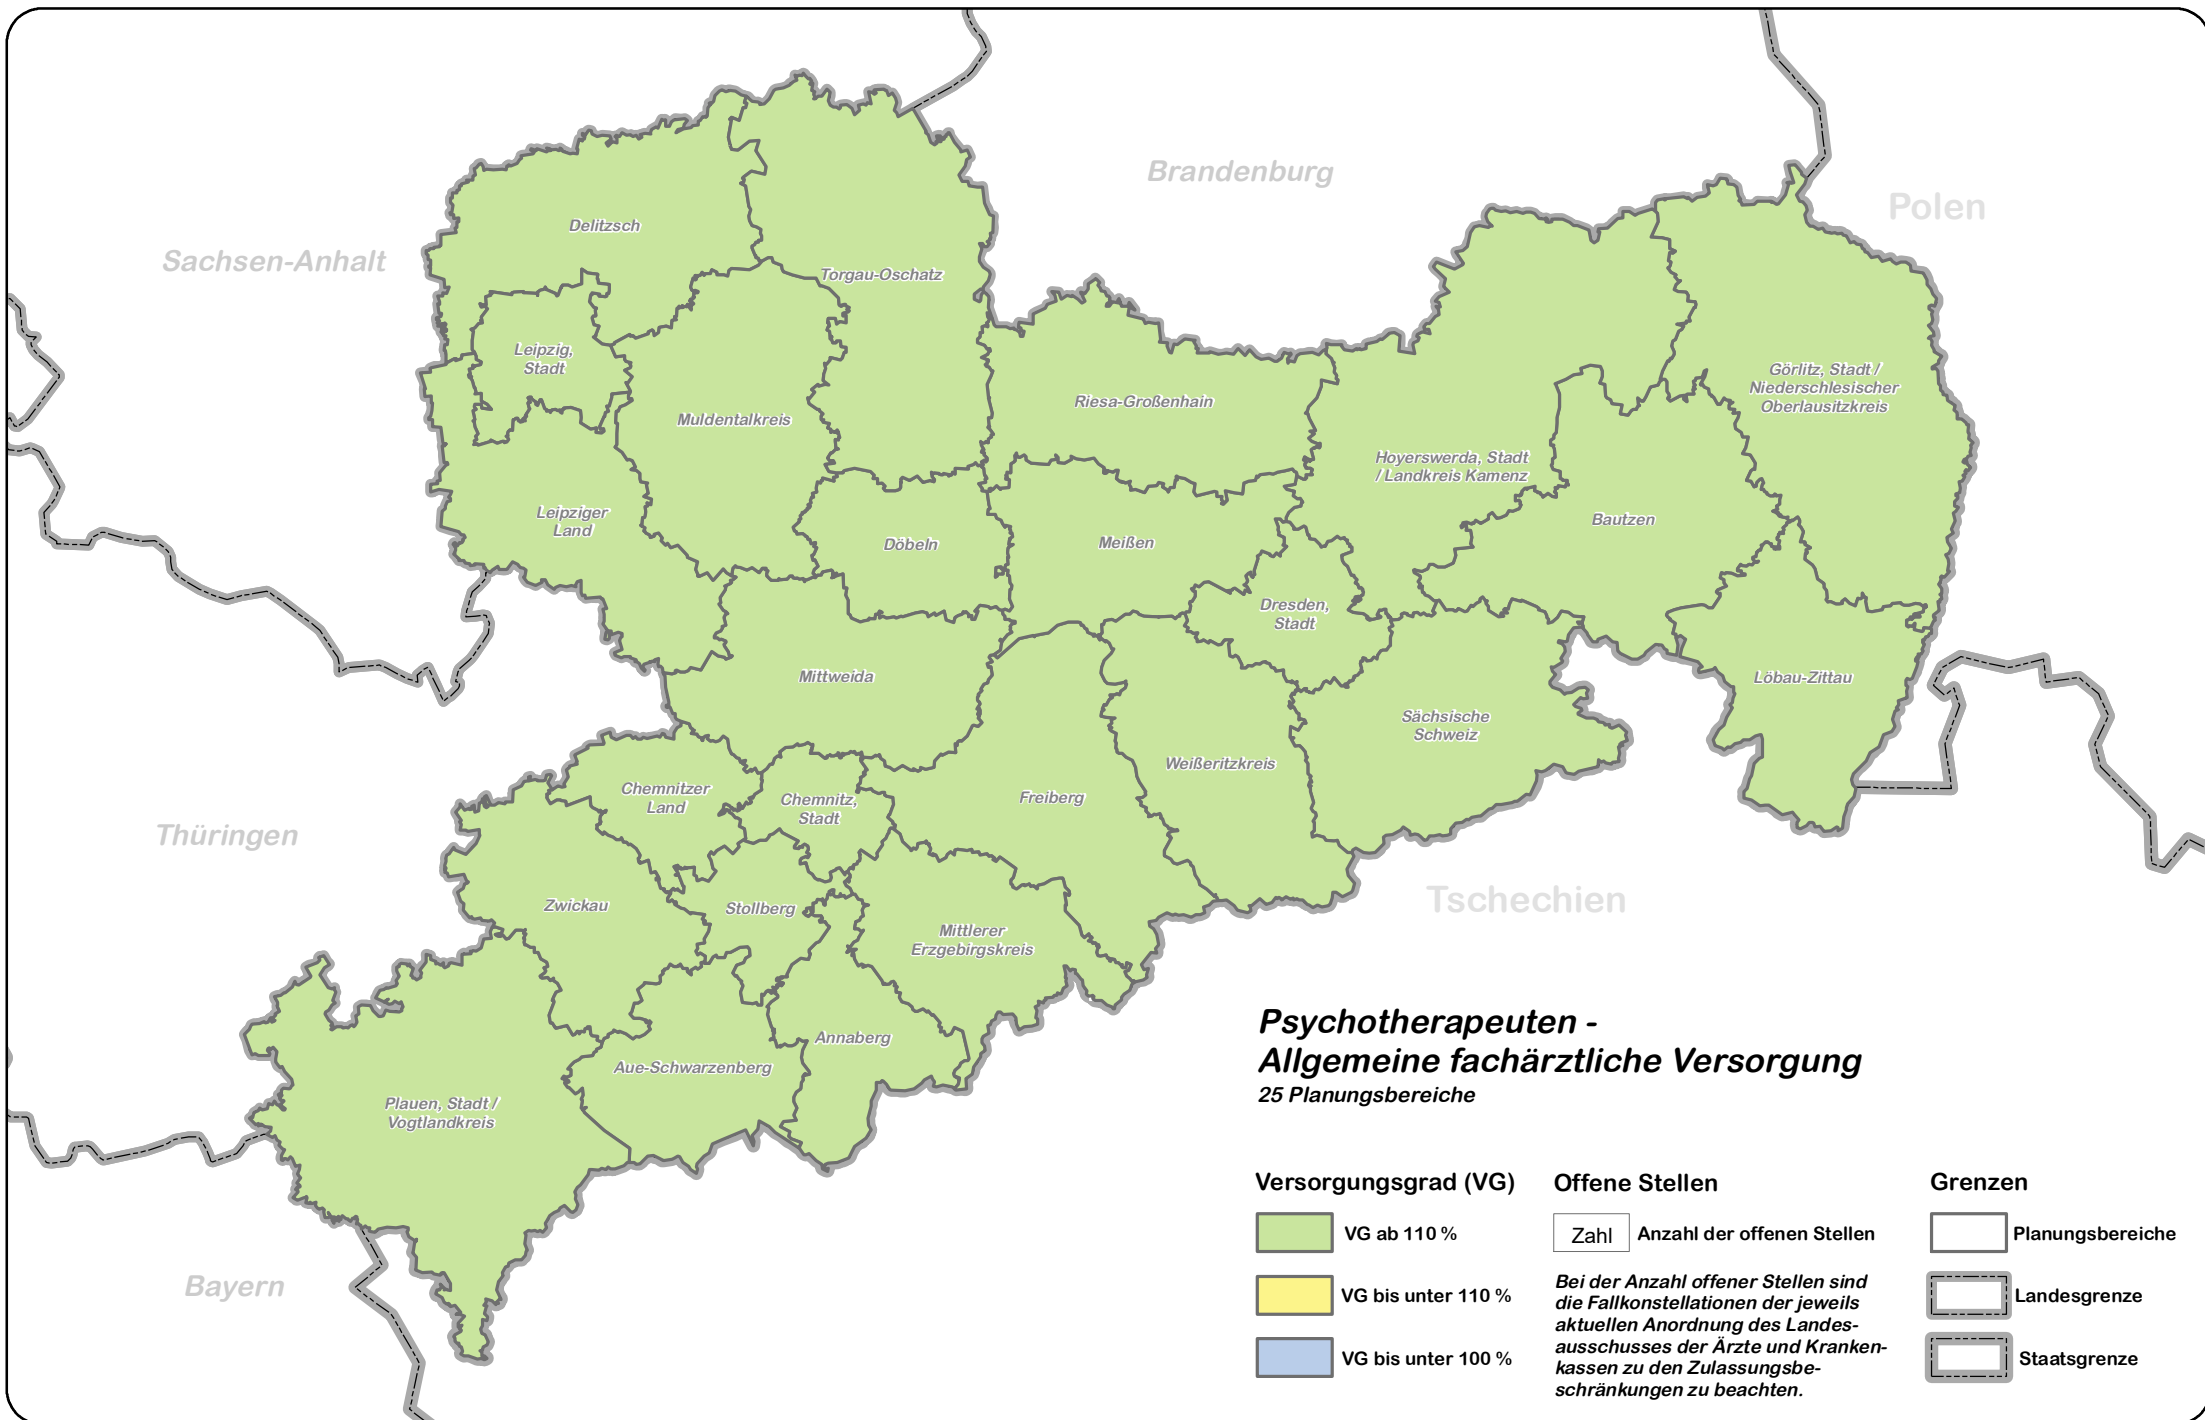 Brandenburg
Polen
Sachsen-Anhalt
Delitzsch
Torgau-Oschatz
Leipzig,
Stadt
Görlitz, Stadt /
Niederschlesischer
Oberlausitzkreis
Riesa-Großenhain
Muldentalkreis
Hoyerswerda, Stadt
/ Landkreis Kamenz
Leipziger
Land
Bautzen
Döbeln
Meißen
Dresden,
Stadt
Mittweida
Löbau-Zittau
Sächsische
Schweiz
Weißeritzkreis
Chemnitzer
Land
Chemnitz,
Stadt
Freiberg
Thüringen
Tschechien
Zwickau
Stollberg
Mittlerer
Erzgebirgskreis
Annaberg
Aue-Schwarzenberg
Plauen, Stadt /
Vogtlandkreis
Bayern
Psychotherapeuten -
Allgemeine fachärztliche Versorgung
25 Planungsbereiche
Versorgungsgrad (VG)
VG ab 110 %
VG bis unter 110 %
VG bis unter 100 %
Offene Stellen
Zahl
Anzahl der offenen Stellen
Bei der Anzahl offener Stellen sind
die Fallkonstellationen der jeweils
aktuellen Anordnung des Landes-
ausschusses der Ärzte und Kranken-
kassen zu den Zulassungsbe-
schränkungen zu beachten.
Grenzen
Planungsbereiche
Landesgrenze
Staatsgrenze